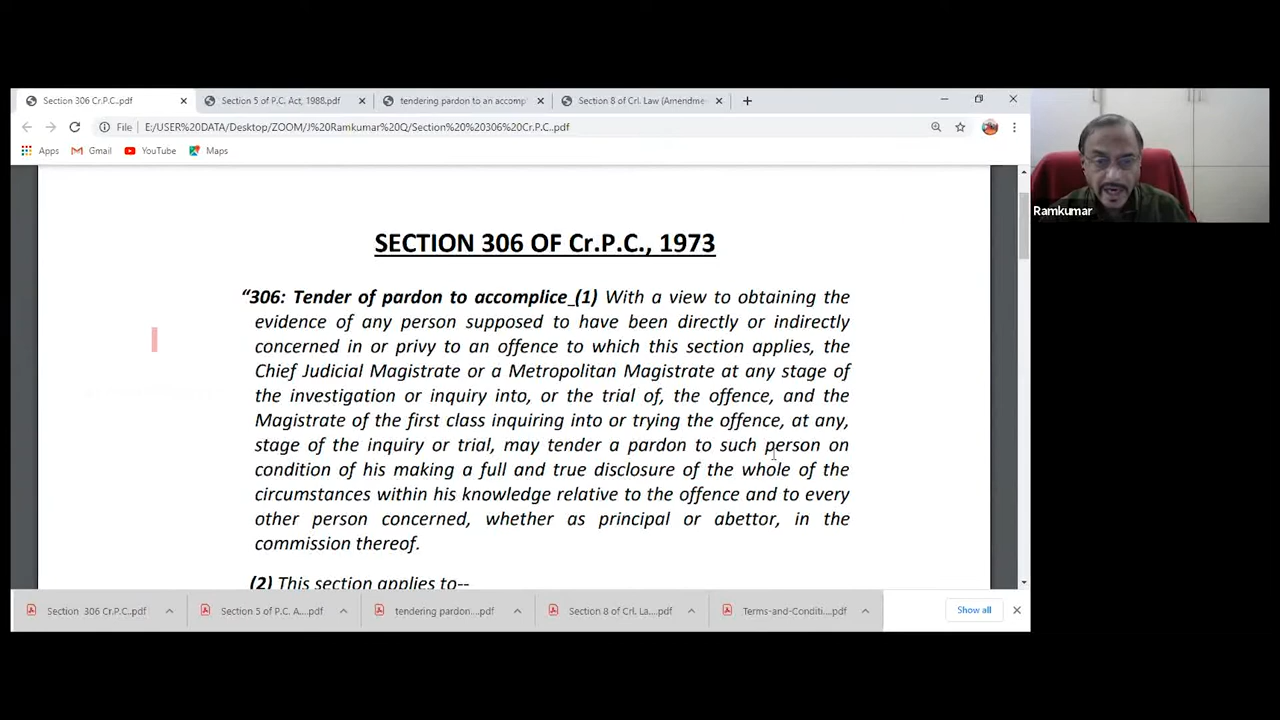 Section 306 Cr.P.C..pdf
Section 5 of P.C. Act, 1988.pdf
tendering pardon to an accomp
Section 8 of Crl. Law (Amendme
File
E:/USER%20DATA/Desktop/ZOOM/J%20Ramkumar%20Q/Section%20%20306%20Cr.P.C..pdf
Apps
Gmail
YouTube
Maps
Ramkumar
SECTION 306 OF Cr.P.C., 1973
“306: Tender of pardon to accomplice_(1) With a view to obtaining the
evidence of any person supposed to have been directly or indirectly
concerned in or privy to an offence to which this section applies, the
Chief Judicial Magistrate or a Metropolitan Magistrate at any stage of
the investigation or inquiry into, or the trial of, the offence, and the
Magistrate of the first class inquiring into or trying the offence, at any,
stage of the inquiry or trial, may tender a pardon to such person on
condition of his making a full and true disclosure of the whole of the
circumstances within his knowledge relative to the offence and to every
other person concerned, whether as principal or abettor, in the
commission thereof.
(2) This section applies to--
Section  306 Cr.P.C..pdf
Section 5 of P.C. A....pdf
tendering pardon....pdf
Section 8 of Crl. La....pdf
Terms-and-Conditi....pdf
Show all